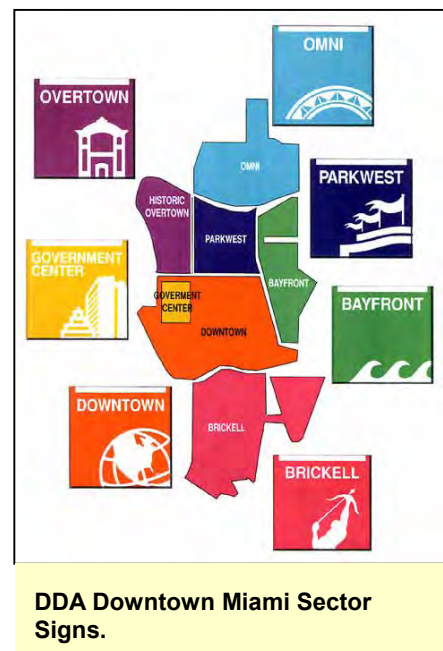 OMNI
OVERTOWN
OMNI
PARKWEST
HISTORIC
OVERTOWN
PARKWEST
GOVERNMENT
CENTER
BAYFRONT
GOVERMENT
CENTER
BAYFRONT
DOWNTOWN
DOWNTOWN
BRICKELL
BRICKELL
DDA Downtown Miami Sector
Signs.